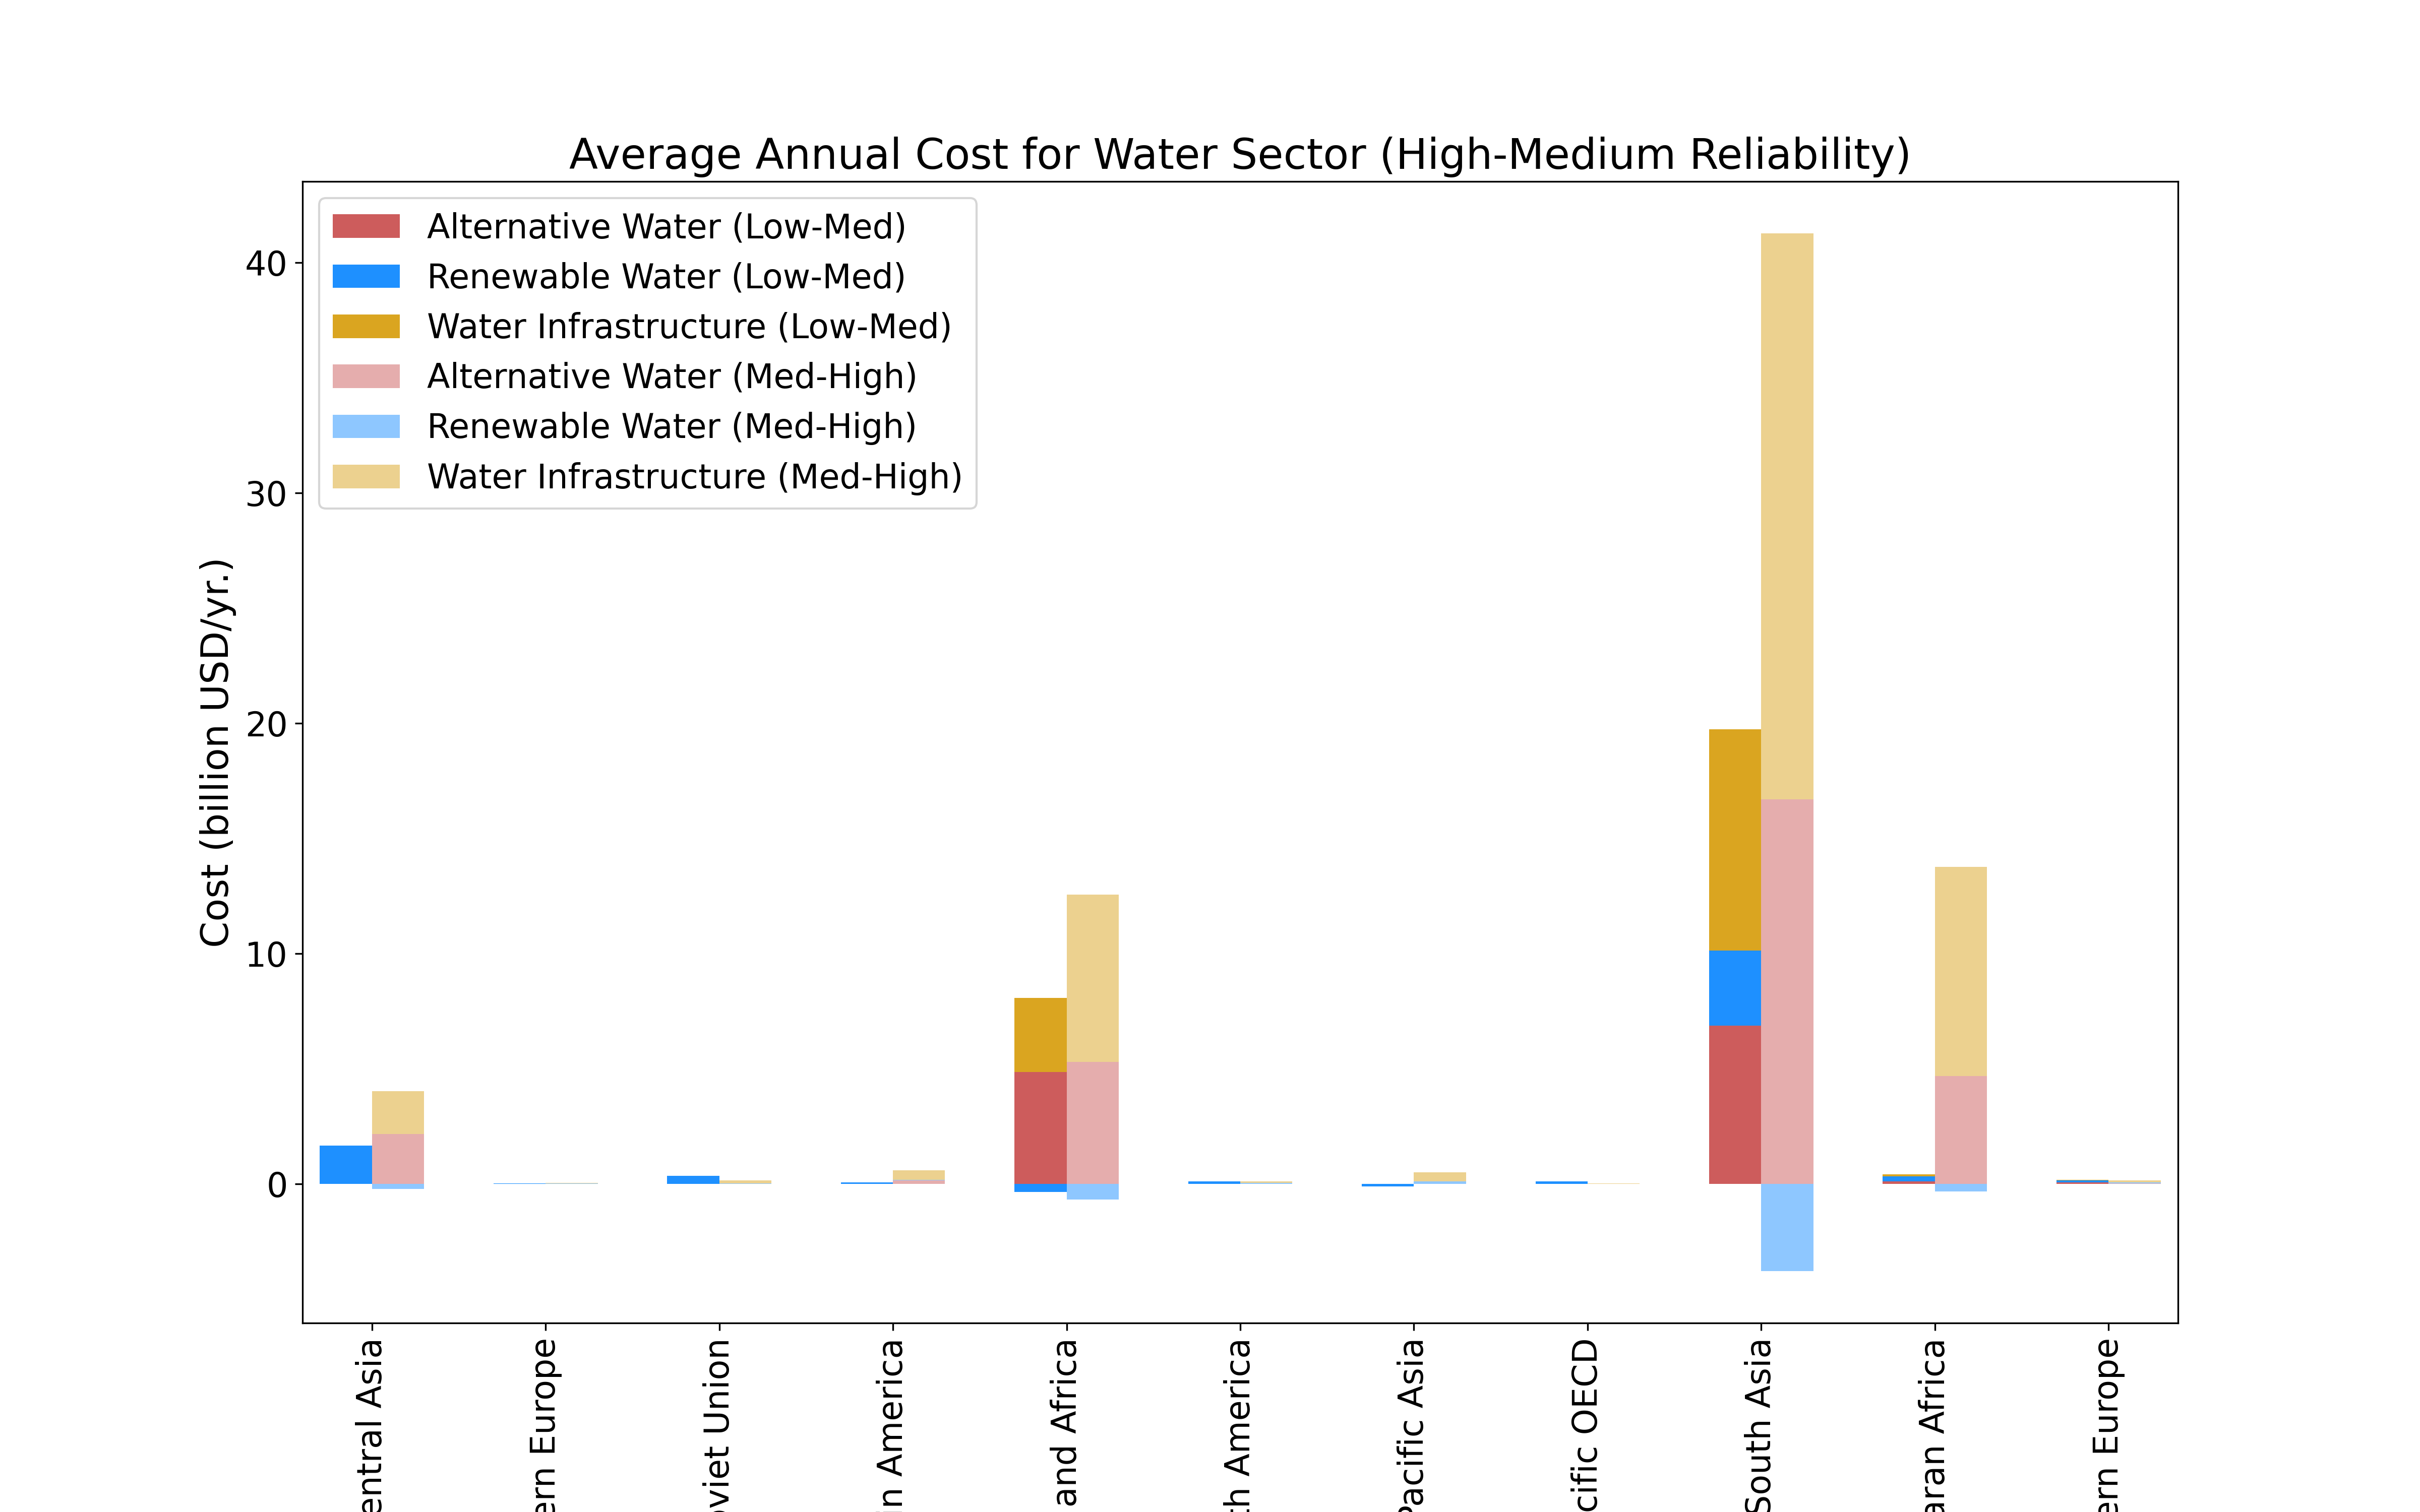 Average Annual Cost for Water Sector (High-Medium Reliability)
Alternative Water (Low-Med)
Renewable Water (Low-Med)
Water Infrastructure (Low-Med)
Alternative Water (Med-High)
Renewable Water (Med-High)
Water Infrastructure (Med-High)
Cost (billion USD/yr.)
40
30
20
10
0
entral Asia
ern Europe
oviet Union
n America
and Africa
th America
Pacific Asia
cific OECD
South Asia
aran Africa
ern Europe